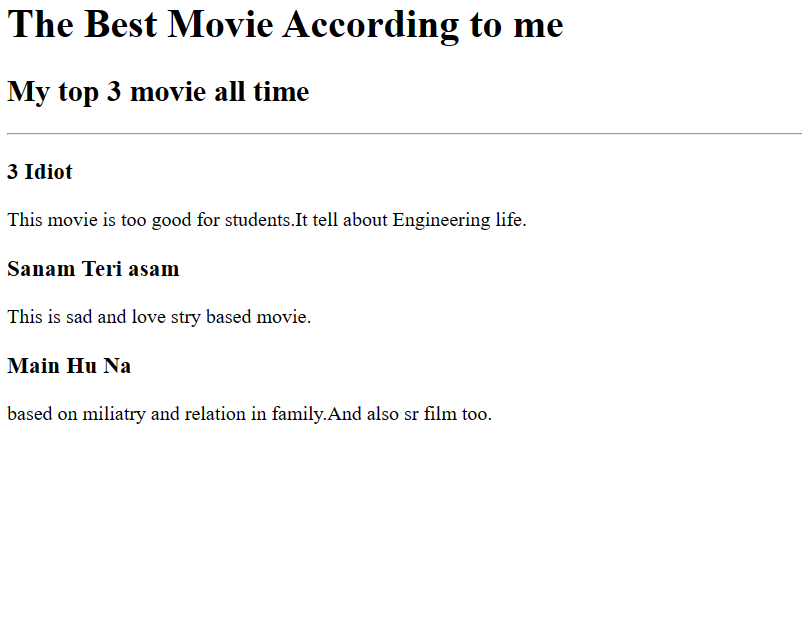 The Best Movie According to me
My top 3 movie all time
3 Idiot
This movie is too good for students.It tell about Engineering life.
Sanam Teri asam
This is sad and love stry based movie.
Main Hu Na
based on miliatry and relation in family.And also sr film too.